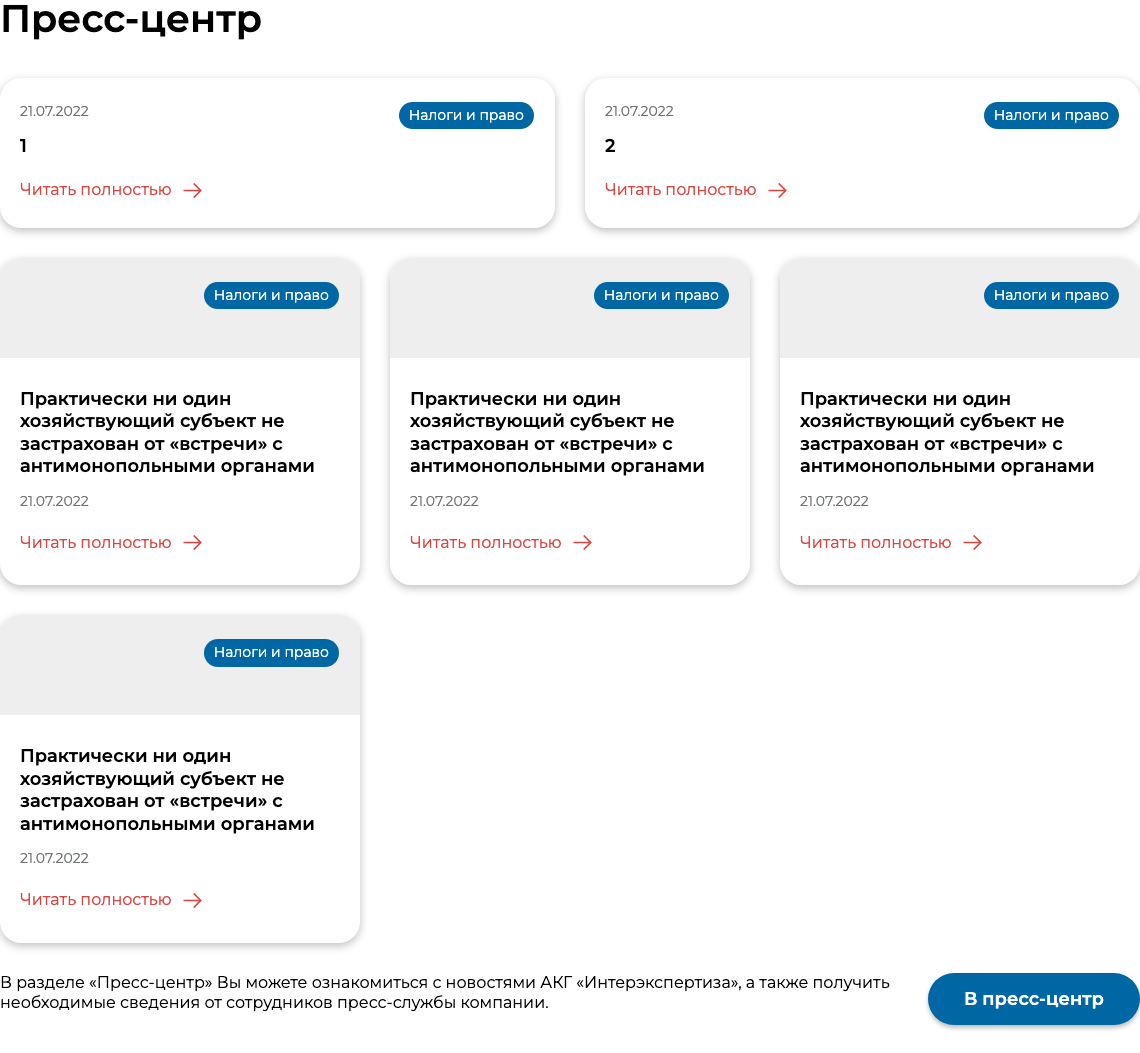 Пресс-центр
21.07.2022
Налоги и право
1
Читать полностью
21.07.2022
Налоги и право
2
Читать полностью
Налоги и право
Практически ни один
хозяйствующий субъект не
застрахован от «встречи» с
антимонопольными органами
21.07.2022
Читать полностью
Налоги и право
Практически ни один
хозяйствующий субъект не
застрахован от «встречи» с
антимонопольными органами
21.07.2022
Читать полностью
Налоги и право
Практически ни один
хозяйствующий субъект не
застрахован от «встречи» с
антимонопольными органами
21.07.2022
Читать полностью
Налоги и право
Практически ни один
хозяйствующий субъект не
застрахован от «встречи» с
антимонопольными органами
21.07.2022
Читать полностью
В разделе «Пресс-центр» Вы можете ознакомиться с новостями АКГ «Интерэкспертиза», а также получить
необходимые сведения от сотрудников пресс-службы компании.
В пресс-центр